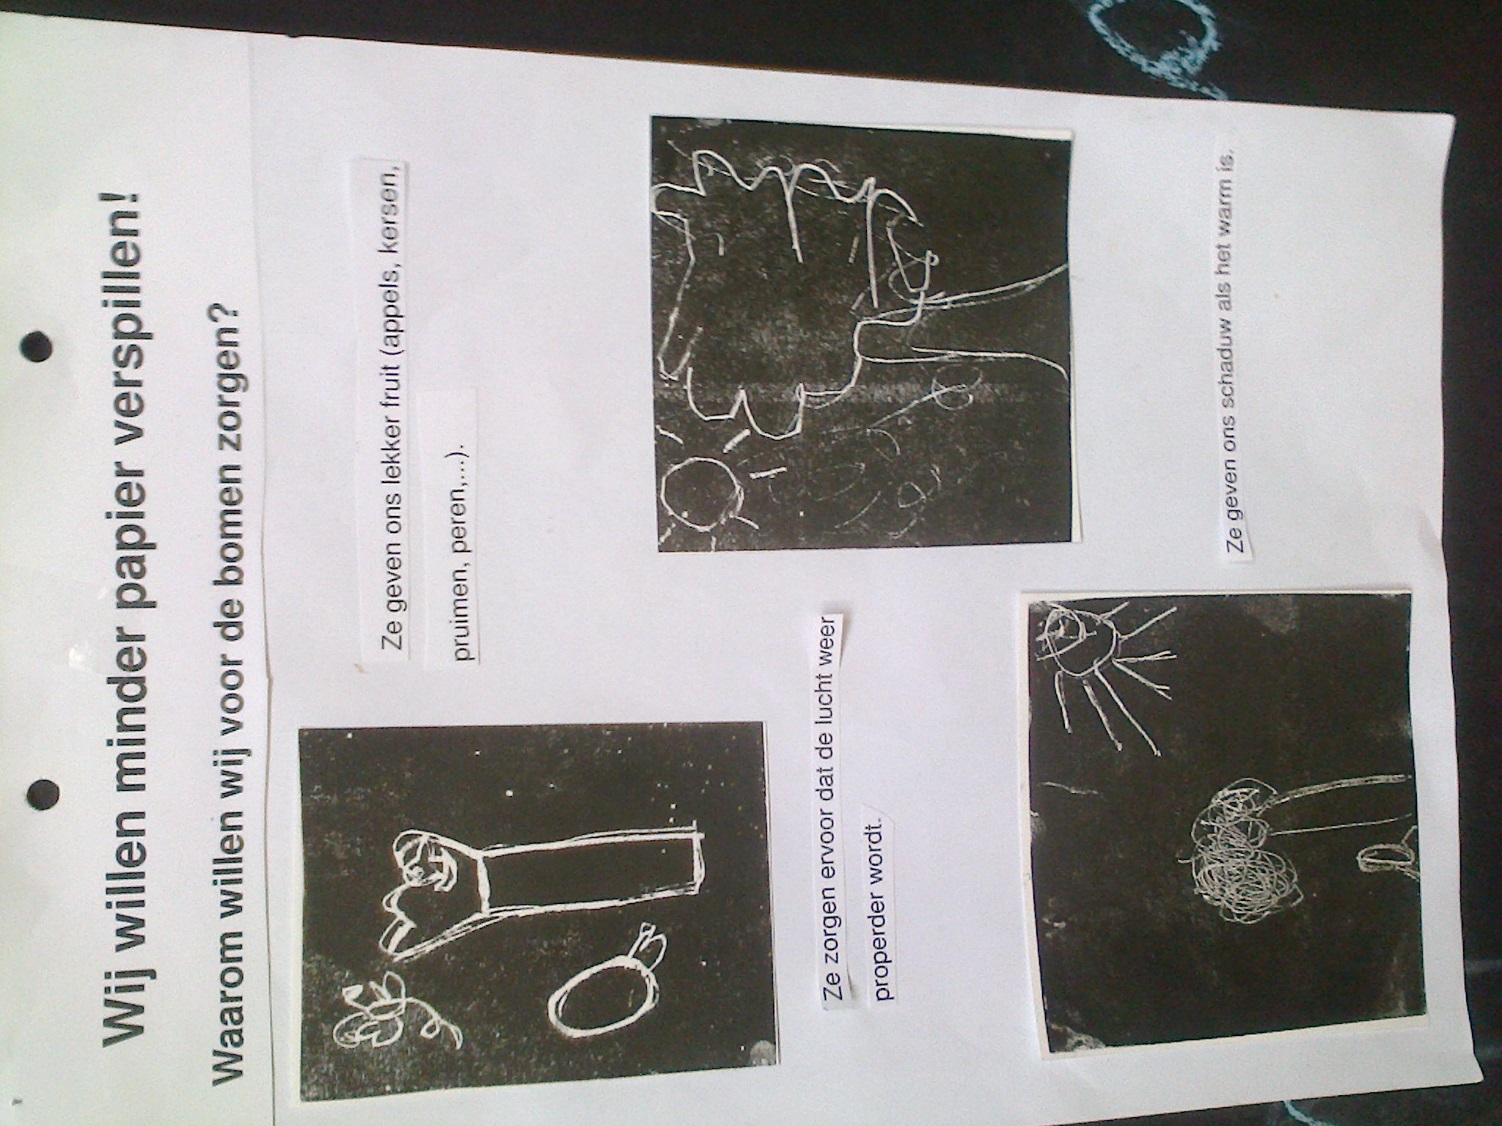 Wij willen minder papier verspillen!
Waarom willen wij voor de bomen zorgen?
Ze geven ons lekker fruit (appels, kersen,
pruimen, peren,...).
Ze zorgen ervoor dat de lucht weer
properder wordt.
Ze geven ons schaduw als het warm is.